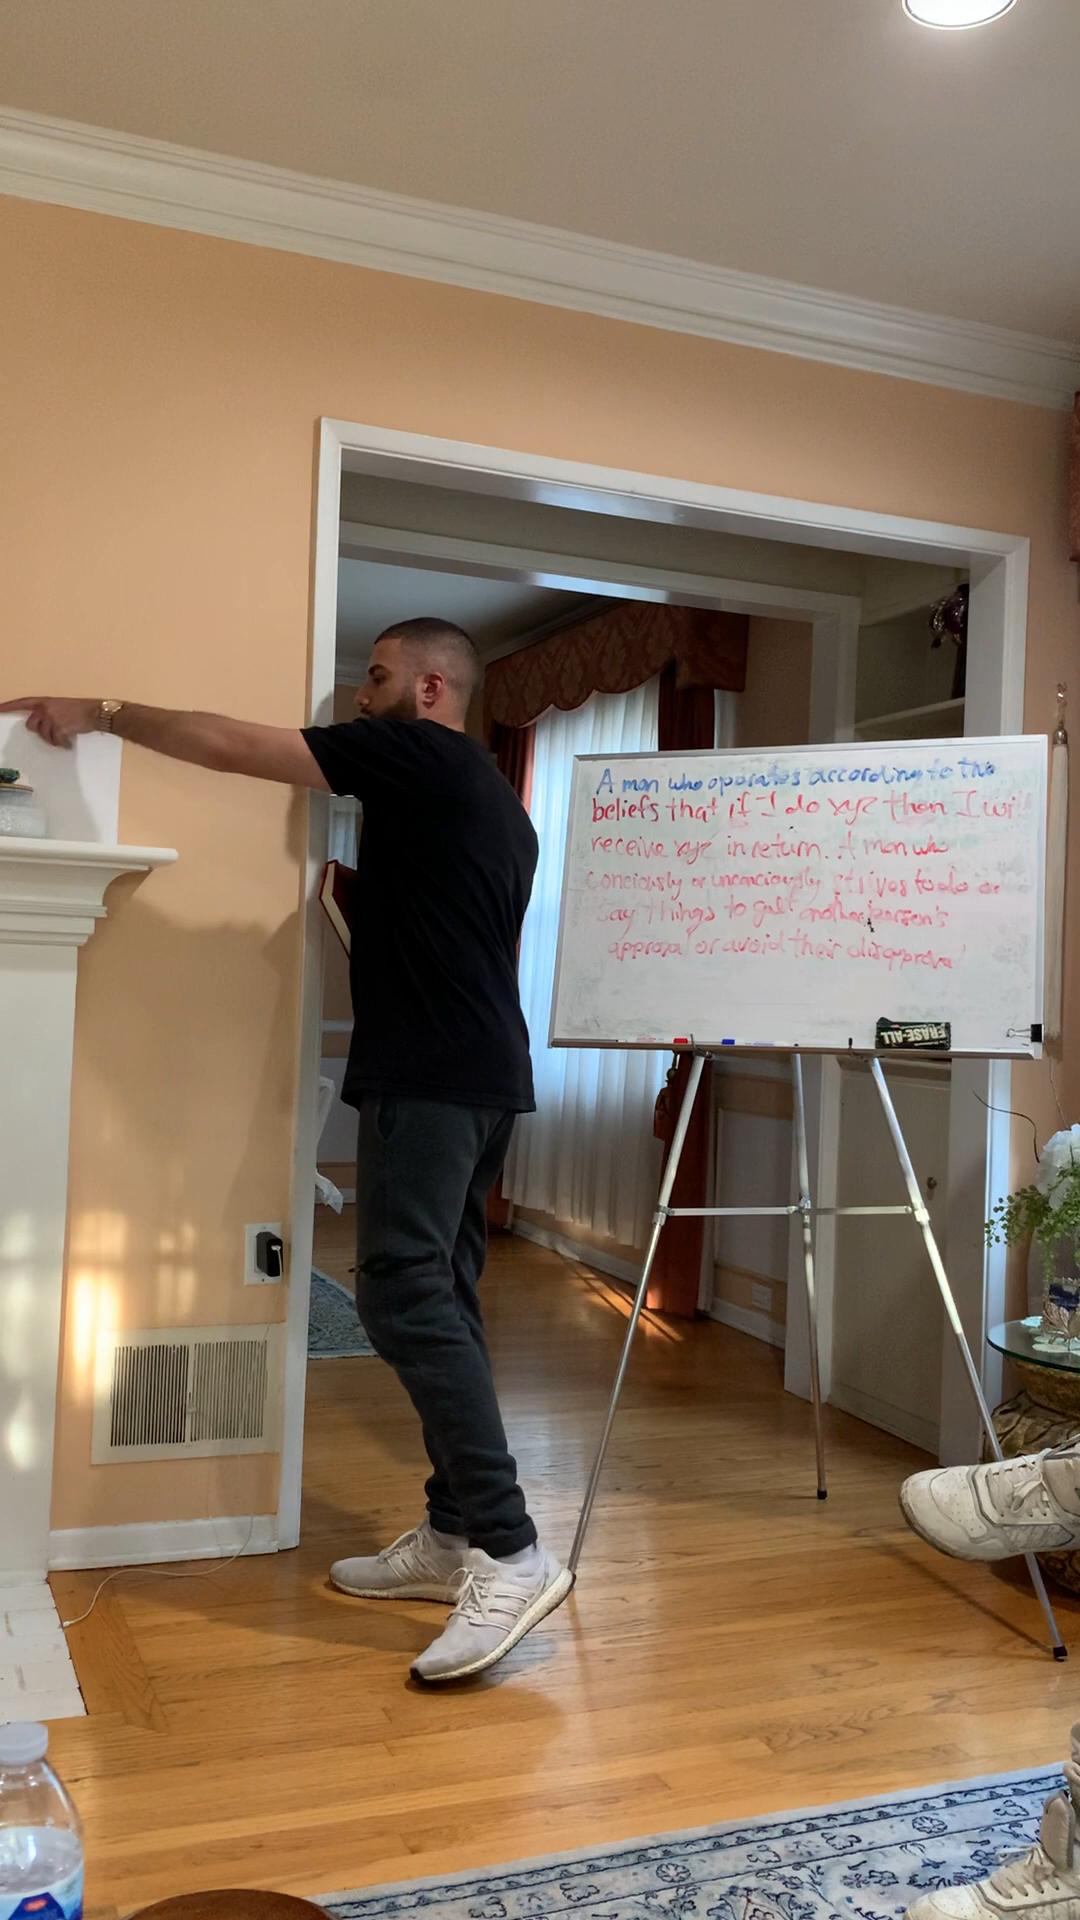 A man who operates according to the
beliefs that if I do xyz then I wi
receive xyz in return. A man who
conciously or unconciously strives to do or
say things to get another person's
approval or avoid their disapproval
ERASE-ALL